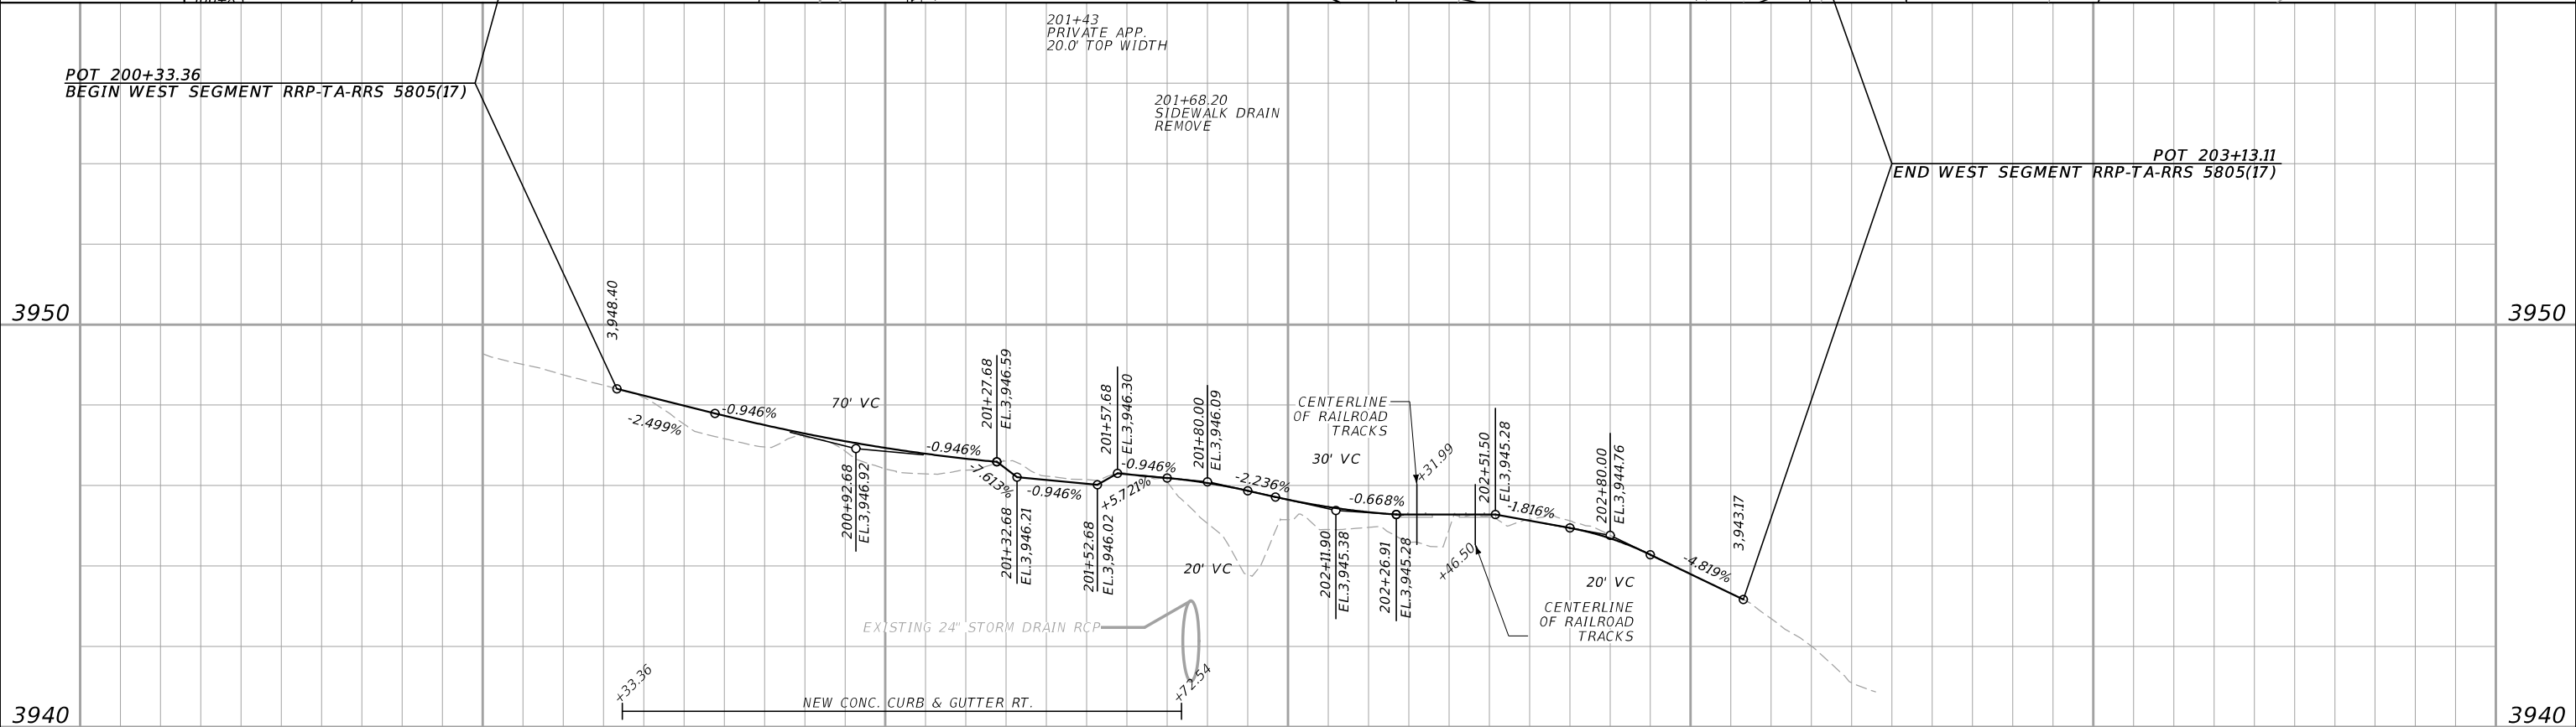 201+43
PRIVATE APP.
20.0' TOP WIDTH
POT 200+33.36
BEGIN WEST SEGMENT RRP-TA-RRS 5805(17)
201+68.20
SIDEWALK DRAIN
REMOVE
POT 203+13.11
END WEST SEGMENT RRP-TA-RRS 5805(17)
3950
3950
3,948.40
-2.499%
-0.946%
70' VC
200+92.68
EL.3,946.92
-0.946%
201+27.68
EL.3,946.59
-7.613%
201+32.68
EL.3,946.21
-0.946%
201+52.68
EL.3,946.02
+5.721%
201+57.68
EL.3,946.30
-0.946%
201+80.00
EL.3,946.09
20' VC
-2.236%
30' VC
202+11.90
EL.3,945.38
-0.668%
202+26.91
EL.3,945.28
CENTERLINE
OF RAILROAD
TRACKS
+31.99
+46.50
202+51.50
EL.3,945.28
-1.816%
202+80.00
EL.3,944.76
20' VC
CENTERLINE
OF RAILROAD
TRACKS
-4.819%
3,943.17
EXISTING 24" STORM DRAIN RCP
+33.36
NEW CONC. CURB & GUTTER RT.
+72.54
3940
3940